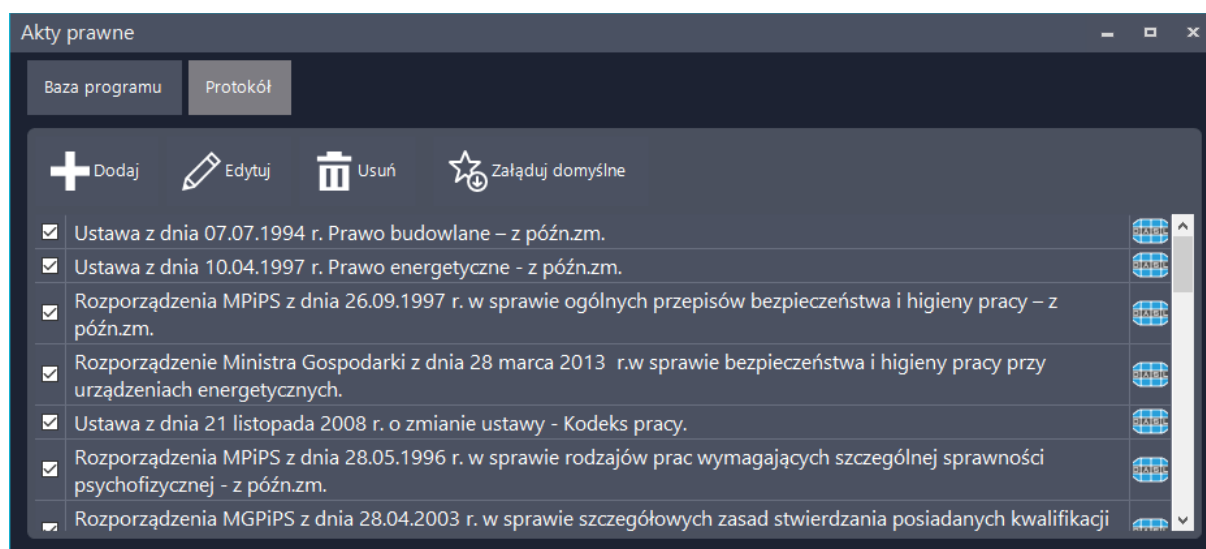 Akty prawne
Baza programu
Protokół
Dodaj
Edytuj
Usuń
Załąduj domyślne
Ustawa z dnia 07.07.1994 r. Prawo budowlane – z późn.zm.
Ustawa z dnia 10.04.1997 r. Prawo energetyczne - z późn.zm.
Rozporządzenia MPiPS z dnia 26.09.1997 r. w sprawie ogólnych przepisów bezpieczeństwa i higieny pracy – z
późn.zm.
Rozporządzenie Ministra Gospodarki z dnia 28 marca 2013  r.w sprawie bezpieczeństwa i higieny pracy przy
urządzeniach energetycznych.
Ustawa z dnia 21 listopada 2008 r. o zmianie ustawy - Kodeks pracy.
Rozporządzenia MPiPS z dnia 28.05.1996 r. w sprawie rodzajów prac wymagających szczególnej sprawności
psychofizycznej - z późn.zm.
Rozporządzenia MGPiPS z dnia 28.04.2003 r. w sprawie szczegółowych zasad stwierdzania posiadanych kwalifikacji